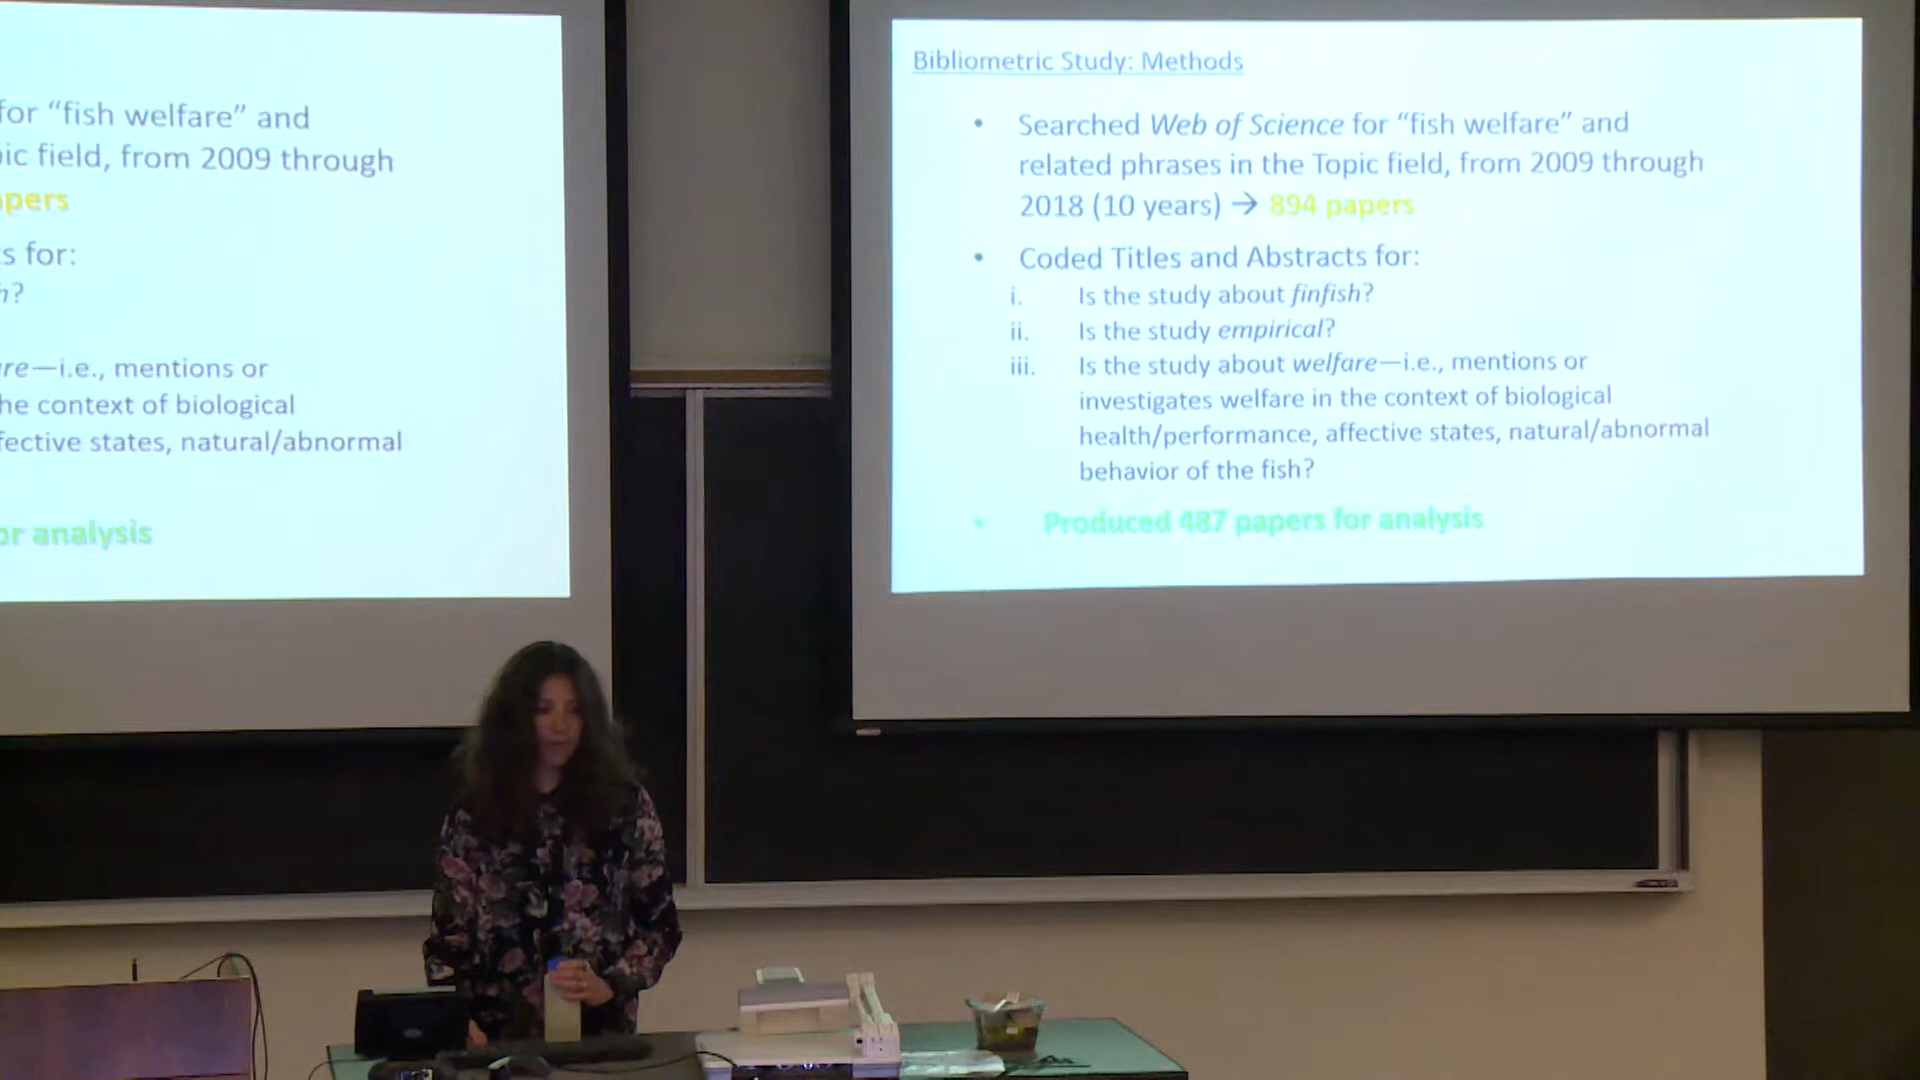 for “fish welfare” and
ic field, from 2009 through
pers
s for:
h?
re—i.e., mentions or
he context of biological
fective states, natural/abnormal
or analysis
Bibliometric Study: Methods
• Searched Web of Science for “fish welfare” and
related phrases in the Topic field, from 2009 through
2018 (10 years) → 894 papers
• Coded Titles and Abstracts for:
i. Is the study about finfish?
ii. Is the study empirical?
iii. Is the study about welfare—i.e., mentions or
investigates welfare in the context of biological
health/performance, affective states, natural/abnormal
behavior of the fish?
• Produced 487 papers for analysis